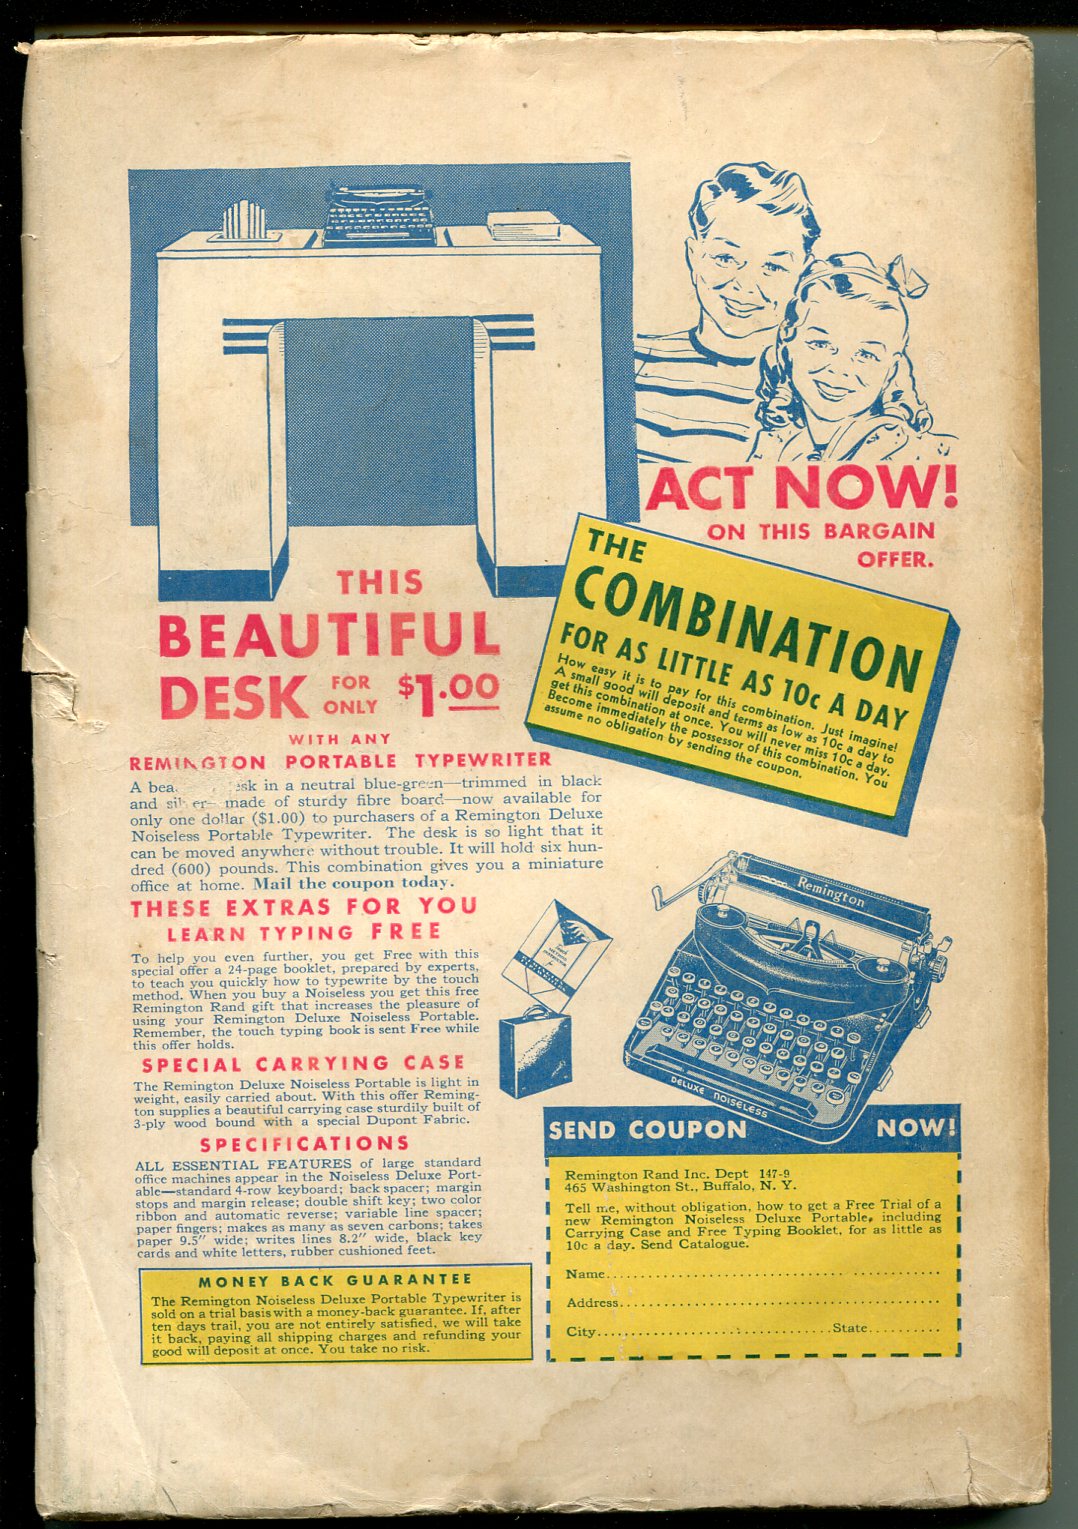 ACT NOW!
ON THIS BARGAIN
OFFER.
THE
COMBINATION
FOR AS LITTLE AS 10c A DAY
How easy it is to pay for this combination. Just imagine!
A small good will deposit and terms as low as 10c a day to
get this combination at once. You will never miss 10c a day.
Become immediately the possessor of this combination. You
assume no obligation by sending the coupon.
THIS
BEAUTIFUL
DESK FOR ONLY $1.00
WITH ANY
REMINGTON PORTABLE TYPEWRITER
A in a neutral blue-green—trimmed in black
and silver—made of sturdy fibre board—now available for
only one dollar ($1.00) to purchasers of a Remington Deluxe
Noiseless Portable Typewriter. The desk is so light that it
can be moved anywhere without trouble. It will hold six hun-
dred (600) pounds. This combination gives you a miniature
office at home. Mail the coupon today.
THESE EXTRAS FOR YOU
LEARN TYPING FREE
To help you even further, you get Free with this
special offer a 24-page booklet, prepared by experts,
to teach you quickly how to typewrite by the touch
method. When you buy a Noiseless you get this free
Remington Rand gift that increases the pleasure of
using your Remington Deluxe Noiseless Portable.
Remember, the touch typing book is sent Free while
this offer holds.
SPECIAL CARRYING CASE
The Remington Deluxe Noiseless Portable is light in
weight, easily carried about. With this offer Reming-
ton supplies a beautiful carrying case sturdily built of
3-ply wood bound with a special Dupont Fabric.
SPECIFICATIONS
ALL ESSENTIAL FEATURES of large standard
office machines appear in the Noiseless Deluxe Port-
able—standard 4-row keyboard; back spacer; margin
stops and margin release; double shift key; two color
ribbon and automatic reverse; variable line spacer;
paper fingers; makes as many as seven carbons; takes
paper 9.5" wide; writes lines 8.2" wide, black key
cards and white letters, rubber cushioned feet.
MONEY BACK GUARANTEE
The Remington Noiseless Deluxe Portable Typewriter is
sold on a trial basis with a money-back guarantee. If, after
ten days trail, you are not entirely satisfied, we will take
it back, paying all shipping charges and refunding your
good will deposit at once. You take no risk.
Remington
DELUXE NOISELESS
SEND COUPON NOW!
Remington Rand Inc. Dept 147-9
465 Washington St., Buffalo, N. Y.
Tell me, without obligation, how to get a Free Trial of a
new Remington Noiseless Deluxe Portable, including
Carrying Case and Free Typing Booklet, for as little as
10c a day. Send Catalogue.
Name
Address
City State